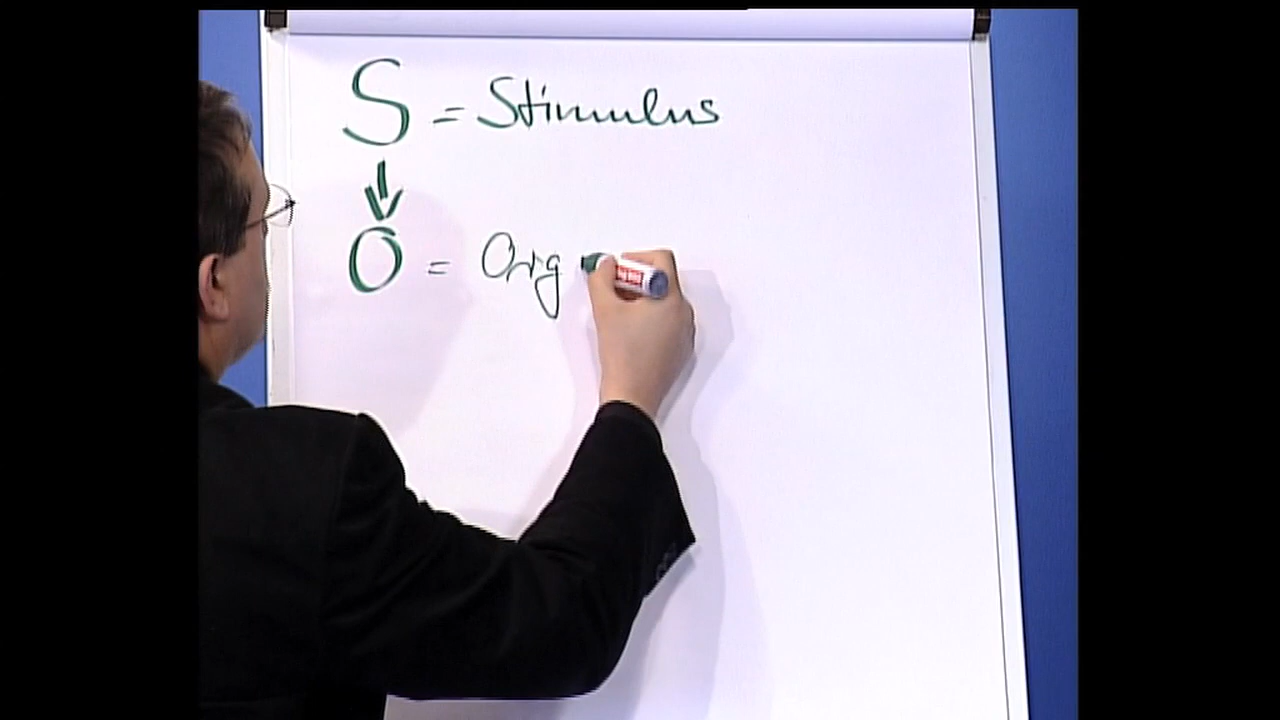 S = Stimulus
↓
O = Org